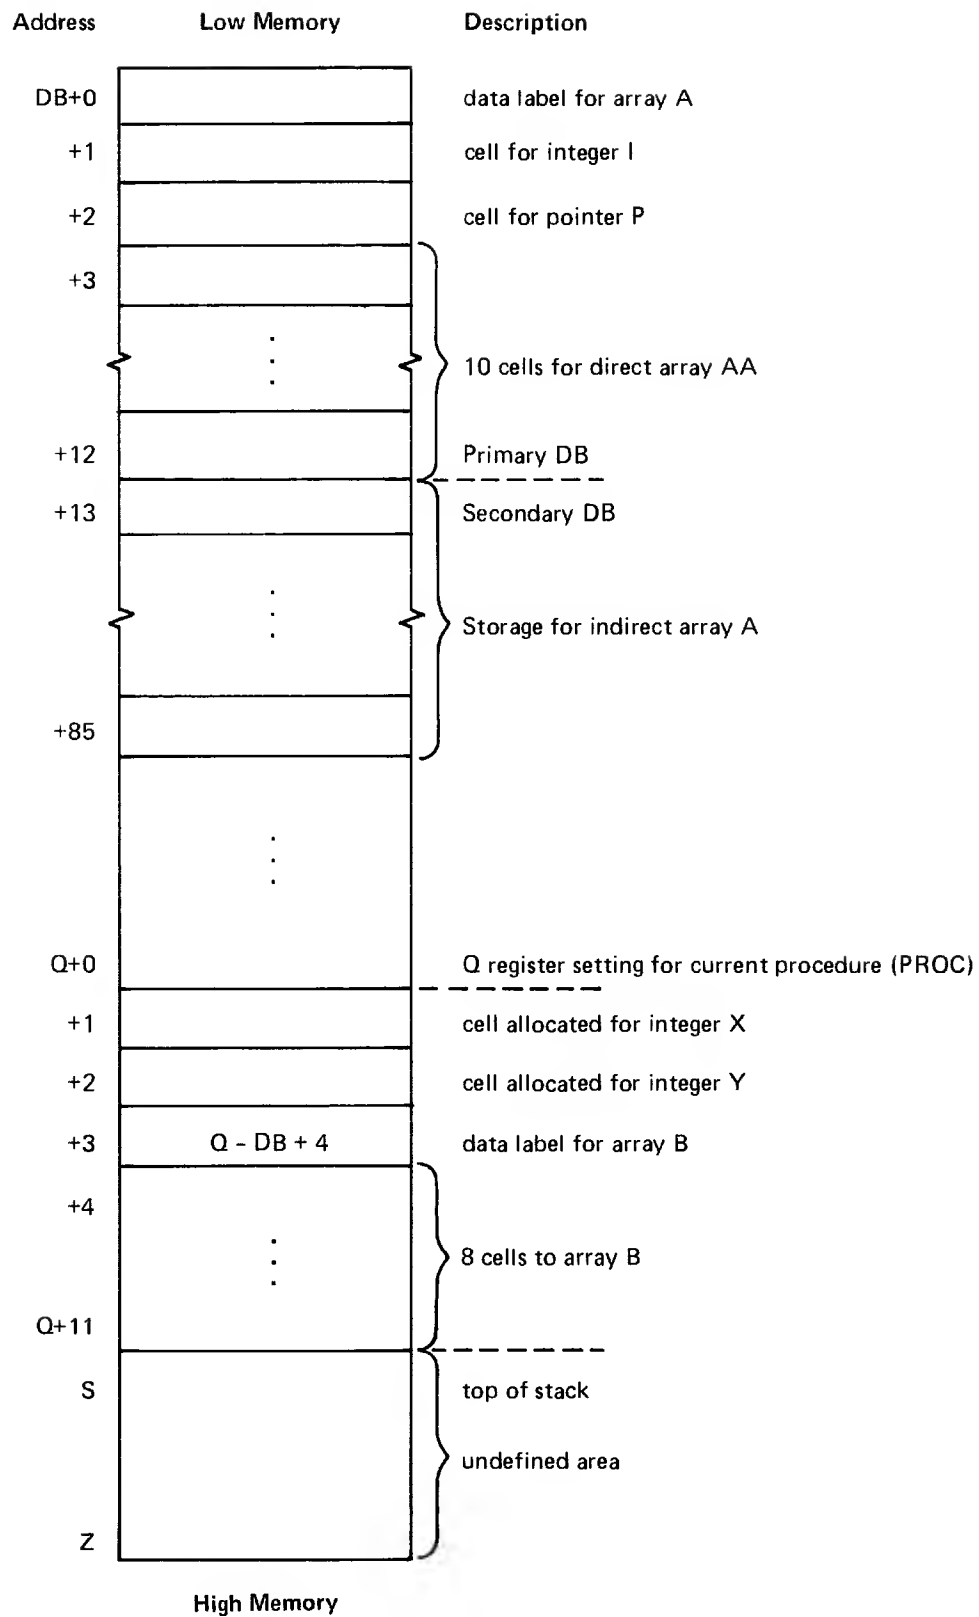 Address Low Memory Description
DB+0 data label for array A
+1 cell for integer I
+2 cell for pointer P
+3
10 cells for direct array AA
+12 Primary DB
+13 Secondary DB
Storage for indirect array A
+85
Q+0 Q register setting for current procedure (PROC)
+1 cell allocated for integer X
+2 cell allocated for integer Y
+3 Q - DB + 4 data label for array B
+4
8 cells to array B
Q+11
S top of stack
undefined area
Z
High Memory